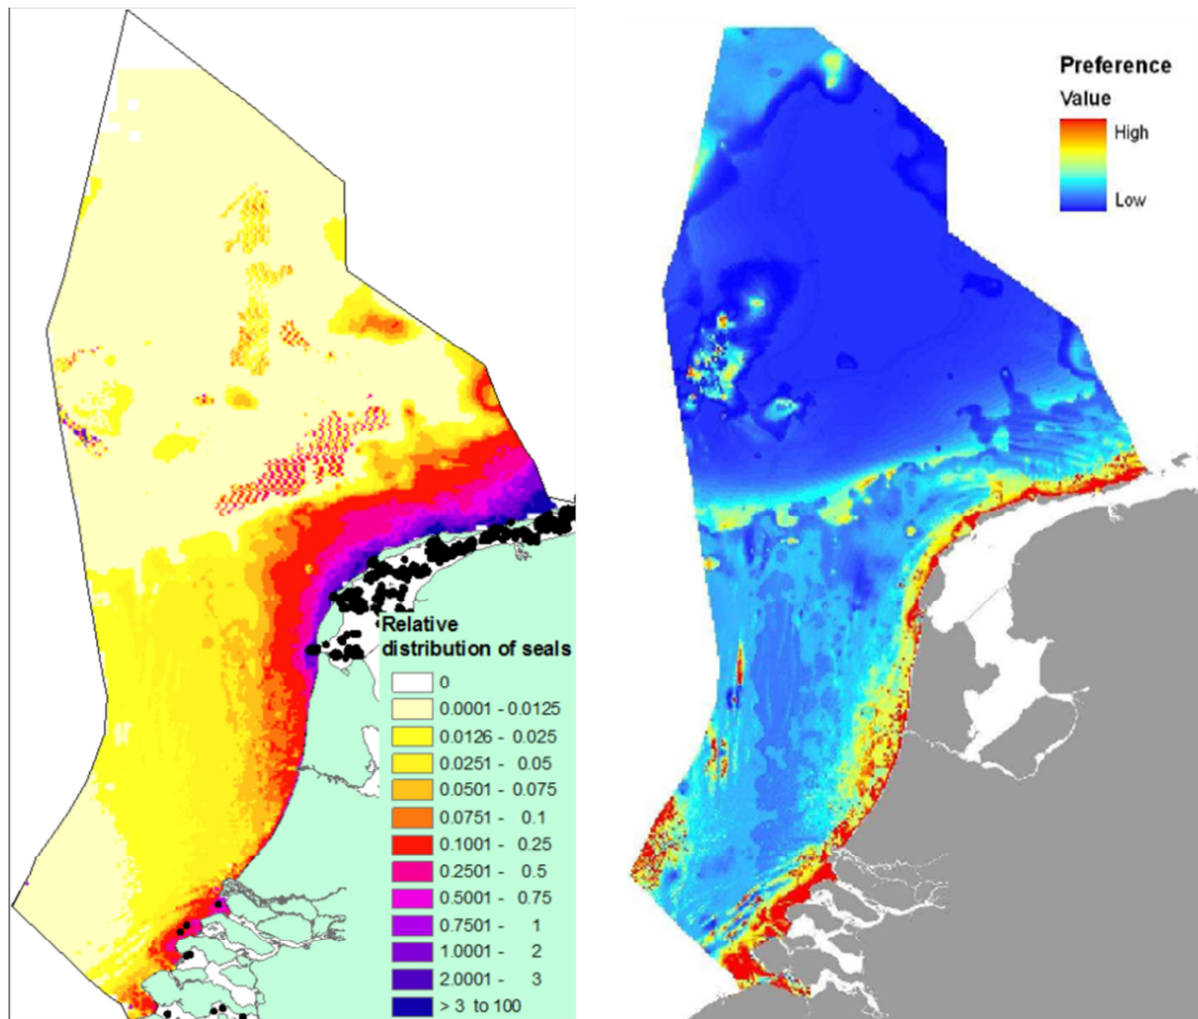 Preference
Value
High
Low
Relative
distribution of seals
0
0.0001 - 0.0125
0.0126 - 0.025
0.0251 - 0.05
0.0501 - 0.075
0.0751 - 0.1
0.1001 - 0.25
0.2501 - 0.5
0.5001 - 0.75
0.7501 - 1
1.0001 - 2
2.0001 - 3
> 3 to 100